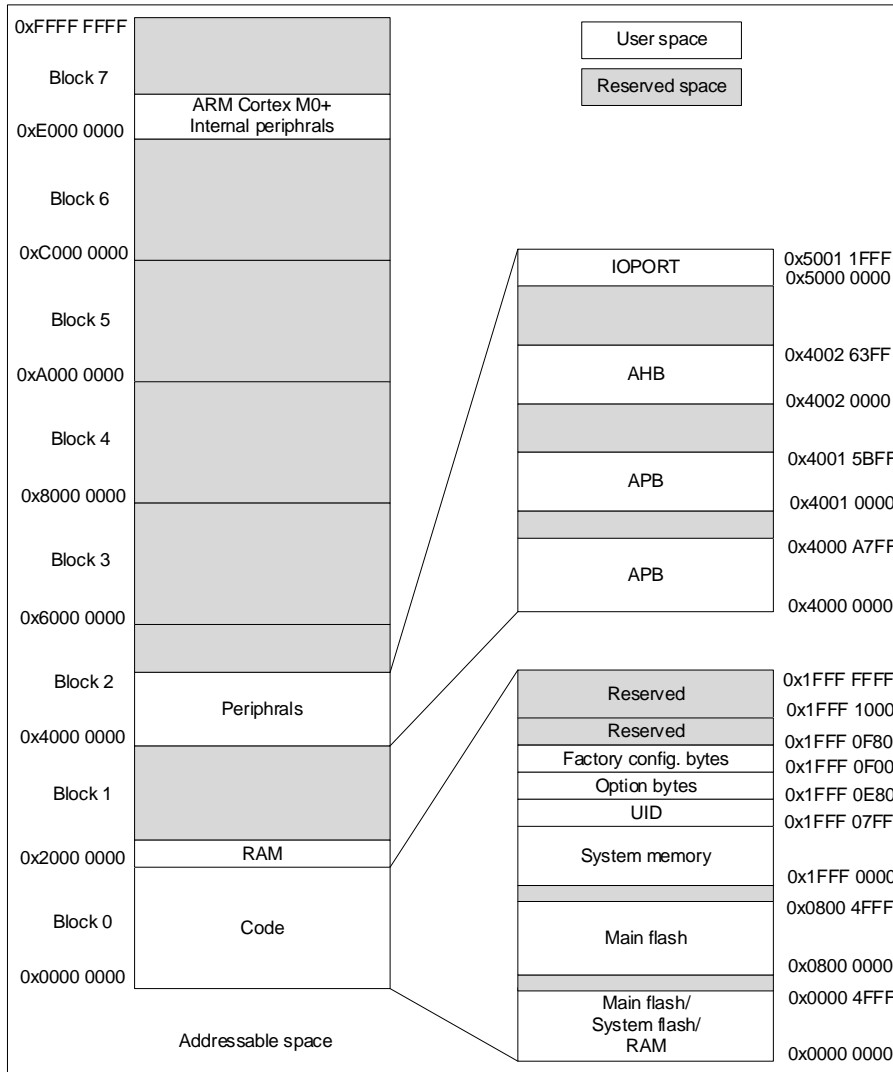 0xFFFF FFFF
Block 7
ARM Cortex M0+
Internal periphrals
0xE000 0000
Block 6
0xC000 0000
Block 5
0xA000 0000
Block 4
0x8000 0000
Block 3
0x6000 0000
Block 2
Periphrals
0x4000 0000
Block 1
0x2000 0000
RAM
Block 0
Code
0x0000 0000
Addressable space
User space
Reserved space
IOPORT
0x5001 1FFF
0x5000 0000
0x4002 63FF
AHB
0x4002 0000
0x4001 5BFF
APB
0x4001 0000
0x4000 A7FF
APB
0x4000 0000
0x1FFF FFFF
Reserved
0x1FFF 1000
Reserved
0x1FFF 0F80
Factory config. bytes
0x1FFF 0F00
Option bytes
0x1FFF 0E80
UID
0x1FFF 07FF
System memory
0x1FFF 0000
0x0800 4FFF
Main flash
0x0800 0000
0x0000 4FFF
Main flash/
System flash/
RAM
0x0000 0000